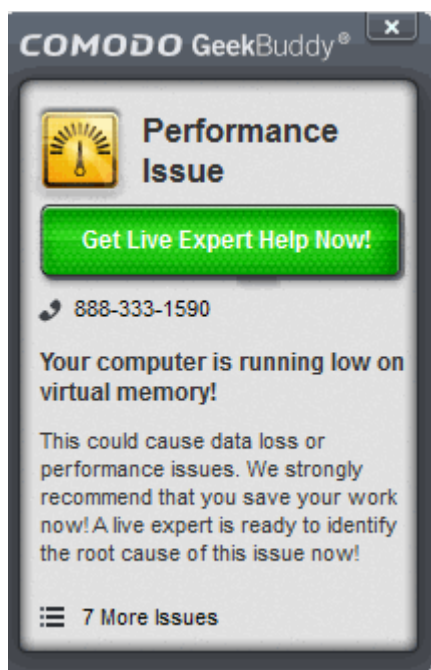 COMODO GeekBuddy®
Performance
Issue
Get Live Expert Help Now!
888-333-1590
Your computer is running low on
virtual memory!
This could cause data loss or
performance issues. We strongly
recommend that you save your work
now! A live expert is ready to identify
the root cause of this issue now!
7 More Issues